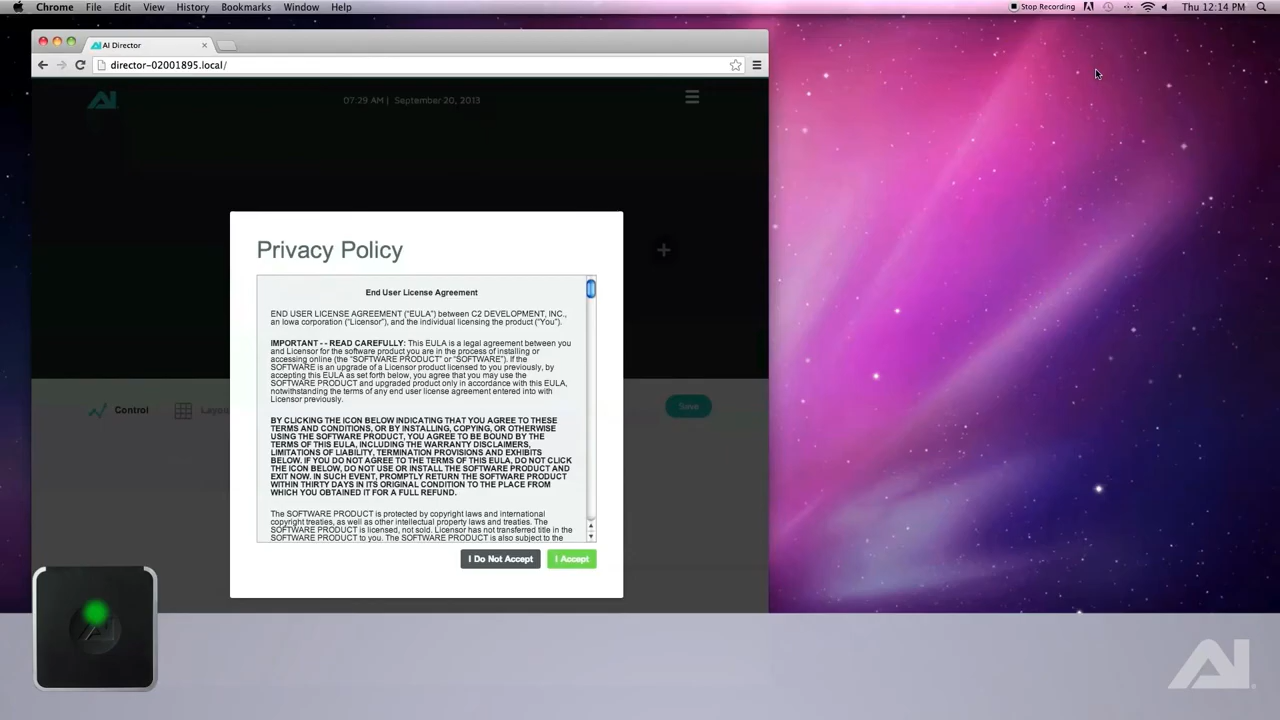 Chrome File Edit View History Bookmarks Window Help Stop Recording Thu 12:14 PM
AI Director
director-02001895.local/
07.29 AM | September 20, 2013
Privacy Policy
End User License Agreement
END USER LICENSE AGREEMENT ("EULA") between C2 DEVELOPMENT, INC.,
an Iowa corporation ("Licensor"), and the individual licensing the product ("You").
IMPORTANT - - READ CAREFULLY: This EULA is a legal agreement between you
and Licensor for the software product you are in the process of installing or
accessing online (the "SOFTWARE PRODUCT" or "SOFTWARE"). If the
SOFTWARE is an upgrade of a Licensor product licensed to you previously, by
accepting this EULA as set forth below, you agree that you may use the
SOFTWARE PRODUCT and upgraded product only in accordance with this EULA,
notwithstanding the terms of any end user license agreement entered into with
Licensor previously.
BY CLICKING THE ICON BELOW INDICATING THAT YOU AGREE TO THESE
TERMS AND CONDITIONS, OR BY INSTALLING, COPYING, OR OTHERWISE
USING THE SOFTWARE PRODUCT, YOU AGREE TO BE BOUND BY THE
TERMS OF THIS EULA, INCLUDING THE WARRANTY DISCLAIMERS,
LIMITATIONS OF LIABILITY, TERMINATION PROVISIONS AND EXHIBITS
BELOW. IF YOU DO NOT AGREE TO THE TERMS OF THIS EULA, DO NOT CLICK
THE ICON BELOW, DO NOT USE OR INSTALL THE SOFTWARE PRODUCT AND
EXIT NOW. IN SUCH EVENT, PROMPTLY RETURN THE SOFTWARE PRODUCT
WITHIN THIRTY DAYS IN ITS ORIGINAL CONDITION TO THE PLACE FROM
WHICH YOU OBTAINED IT FOR A FULL REFUND.
The SOFTWARE PRODUCT is protected by copyright laws and international
copyright treaties, as well as other intellectual property laws and treaties. The
SOFTWARE PRODUCT is licensed, not sold. Licensor has not transferred title in the
SOFTWARE PRODUCT to you. The SOFTWARE PRODUCT is also subject to the
Control Layou Save
I Do Not Accept I Accept
AI